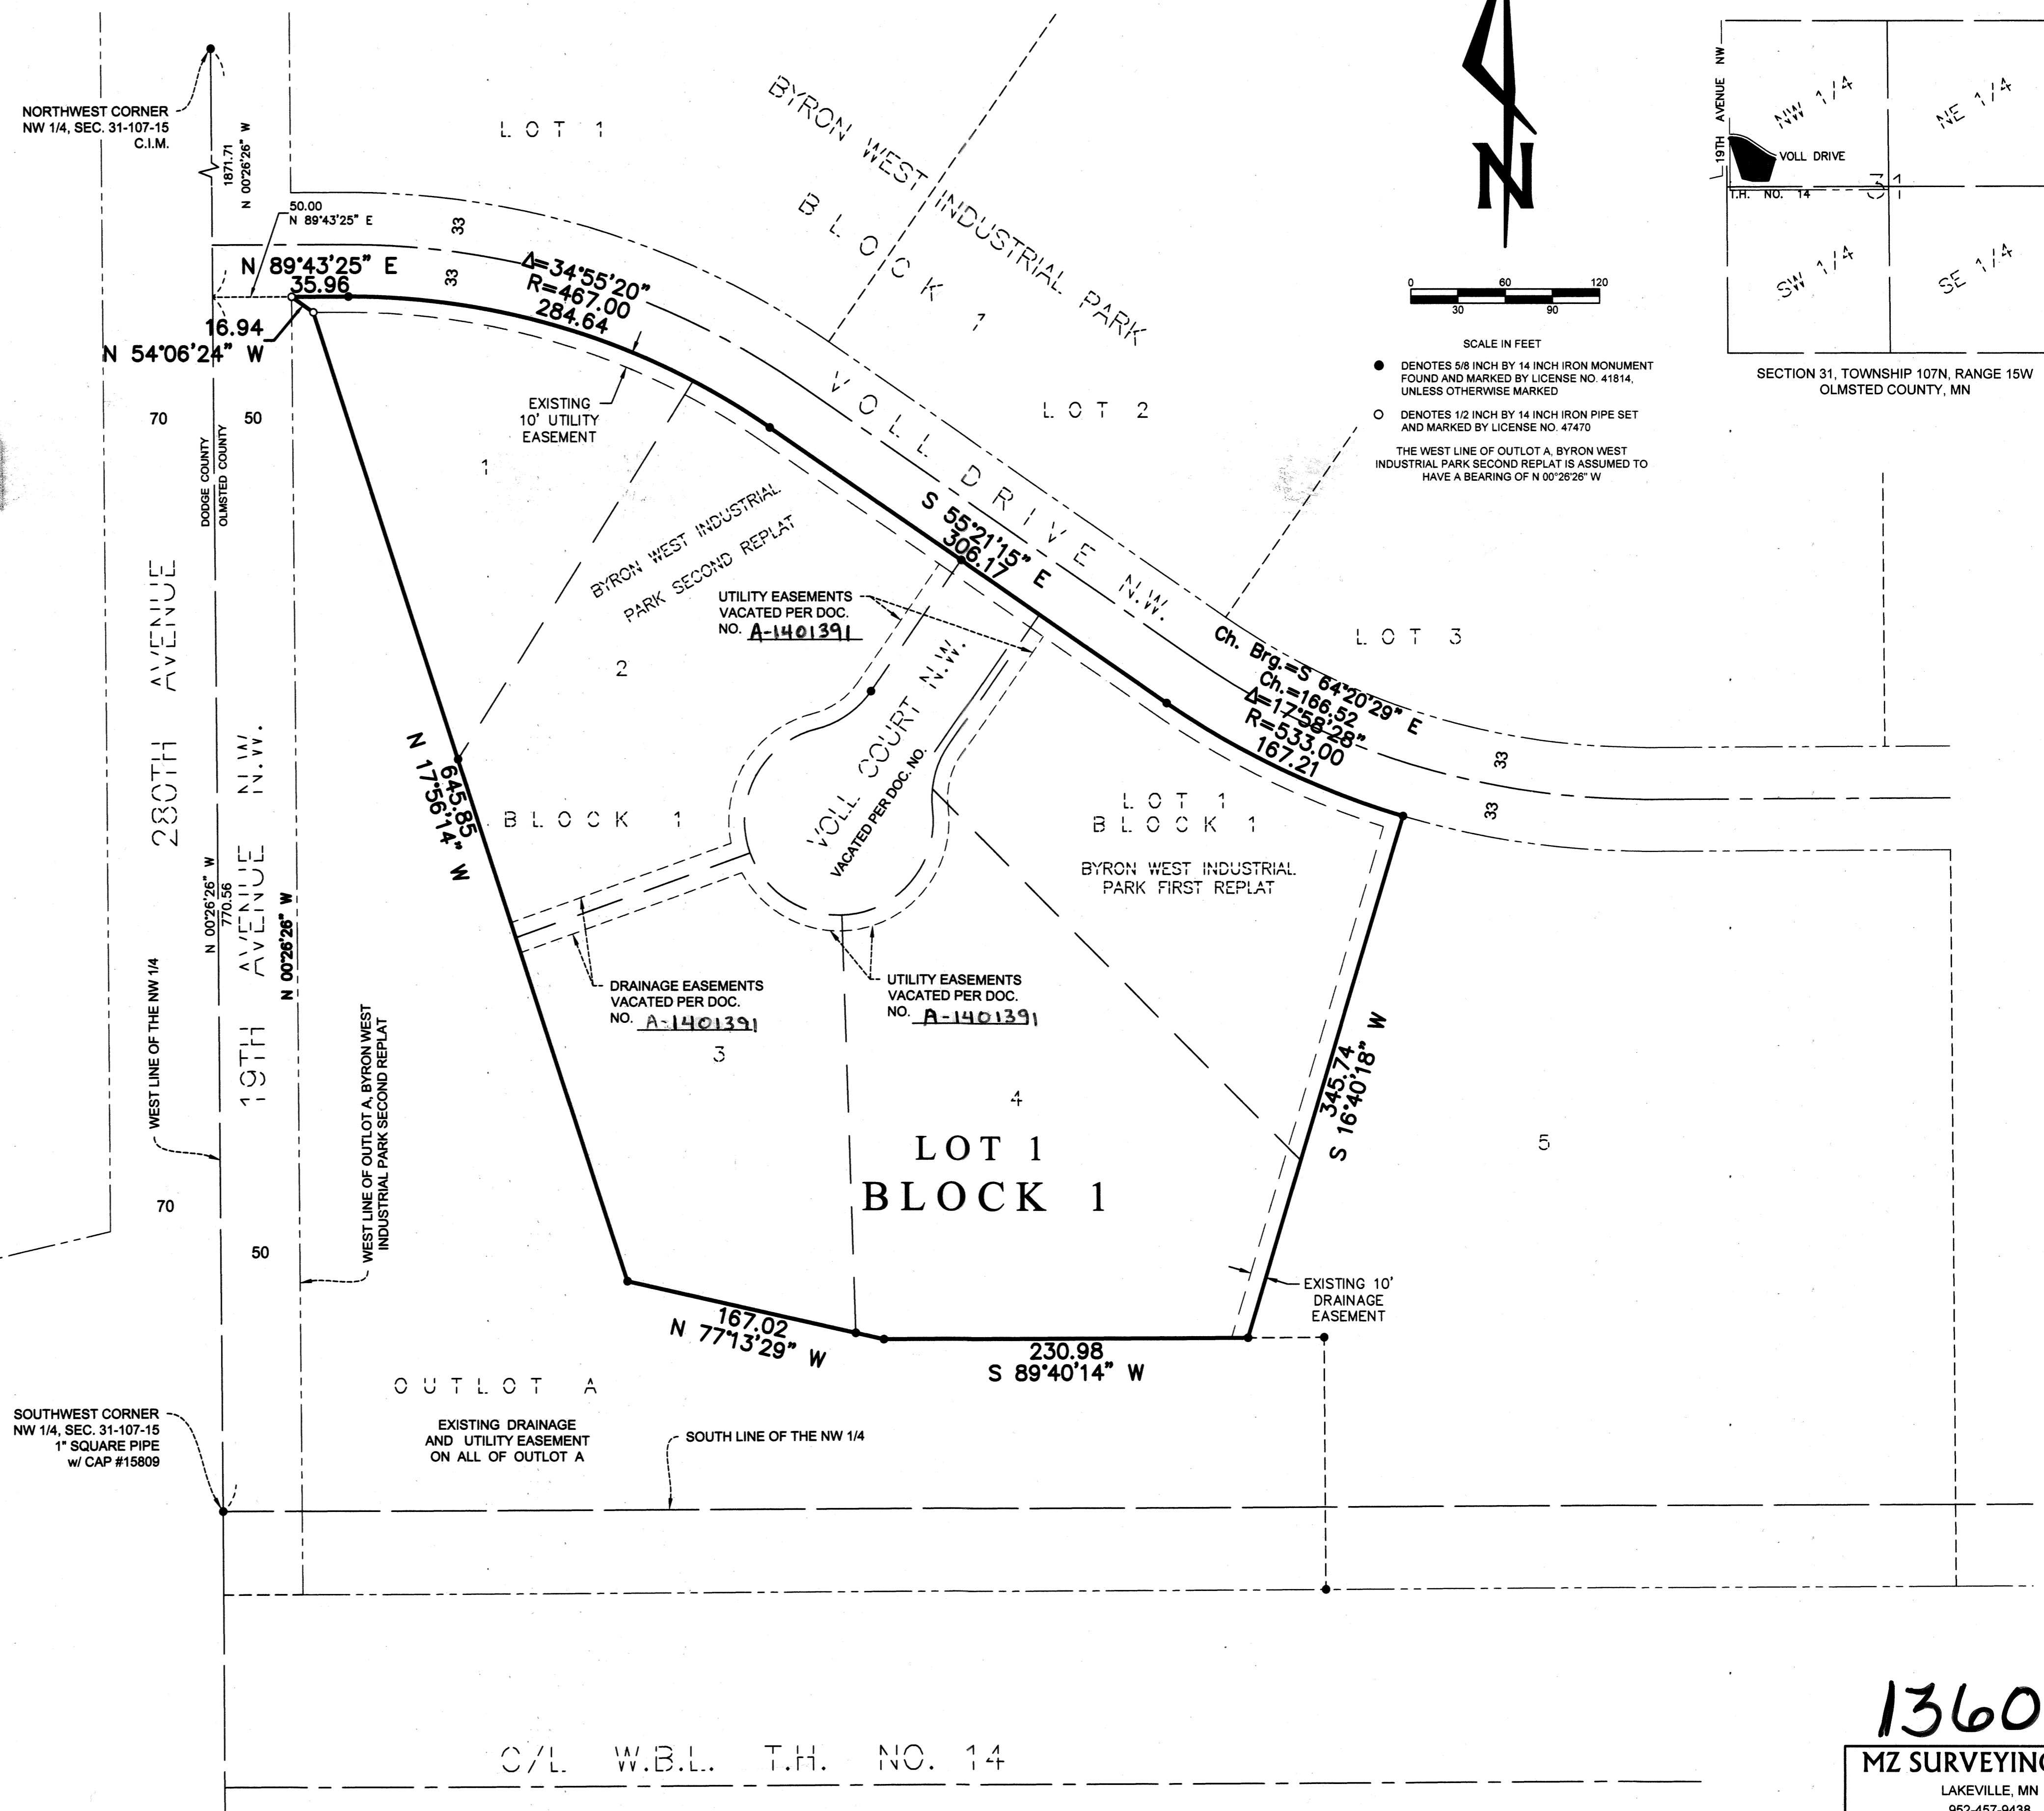 NORTHWEST CORNER
NW 1/4, SEC. 31-107-15
C.I.M.
1871.71
N 00°26'26" W
50.00
N 89°43'25" E
N 89°43'25" E
35.96
16.94
N 54°06'24" W
LOT 1
BYRON WEST INDUSTRIAL PARK
BLOCK 1
33
33
Δ=34°55'20"
R=467.00
284.64
N
0 60 120
30 90
SCALE IN FEET
DENOTES 5/8 INCH BY 14 INCH IRON MONUMENT
FOUND AND MARKED BY LICENSE NO. 41814,
UNLESS OTHERWISE MARKED
DENOTES 1/2 INCH BY 14 INCH IRON PIPE SET
AND MARKED BY LICENSE NO. 47470
THE WEST LINE OF OUTLOT A, BYRON WEST
INDUSTRIAL PARK SECOND REPLAT IS ASSUMED TO
HAVE A BEARING OF N 00°26'26" W
19TH AVENUE NW
NW 1/4
NE 1/4
VOLL DRIVE
T.H. NO. 14
31
SW 1/4
SE 1/4
SECTION 31, TOWNSHIP 107N, RANGE 15W
OLMSTED COUNTY, MN
EXISTING
10' UTILITY
EASEMENT
70
50
DODGE COUNTY
OLMSTED COUNTY
1
LOT 2
VOLL DRIVE N.W.
S 55°21'15" E
306.17
BYRON WEST INDUSTRIAL
PARK SECOND REPLAT
UTILITY EASEMENTS
VACATED PER DOC.
NO. A-1401391
2
LOT 3
Ch. Brg.=S 64°20'29" E
Ch.=166.52
Δ=17°58'28"
R=533.00
167.21
33
33
280TH AVENUE
19TH AVENUE N.W.
N 00°26'26" W
N 00°26'26" W
770.56
645.85
N 17°56'14" W
BLOCK 1
VOLL COURT N.W.
VACATED PER DOC. NO.
LOT 1
BLOCK 1
BYRON WEST INDUSTRIAL
PARK FIRST REPLAT
WEST LINE OF THE NW 1/4
WEST LINE OF OUTLOT A, BYRON WEST
INDUSTRIAL PARK SECOND REPLAT
DRAINAGE EASEMENTS
VACATED PER DOC.
NO. A-1401391
UTILITY EASEMENTS
VACATED PER DOC.
NO. A-1401391
3
4
345.74
S 16°40'18" W
5
LOT 1
BLOCK 1
70
50
EXISTING 10'
DRAINAGE
EASEMENT
167.02
N 77°13'29" W
230.98
S 89°40'14" W
OUTLOT A
EXISTING DRAINAGE
AND UTILITY EASEMENT
ON ALL OF OUTLOT A
SOUTH LINE OF THE NW 1/4
SOUTHWEST CORNER
NW 1/4, SEC. 31-107-15
1" SQUARE PIPE
w/ CAP #15809
C/L W.B.L. T.H. NO. 14
1360
MZ SURVEYING
LAKEVILLE, MN
952-457-9438